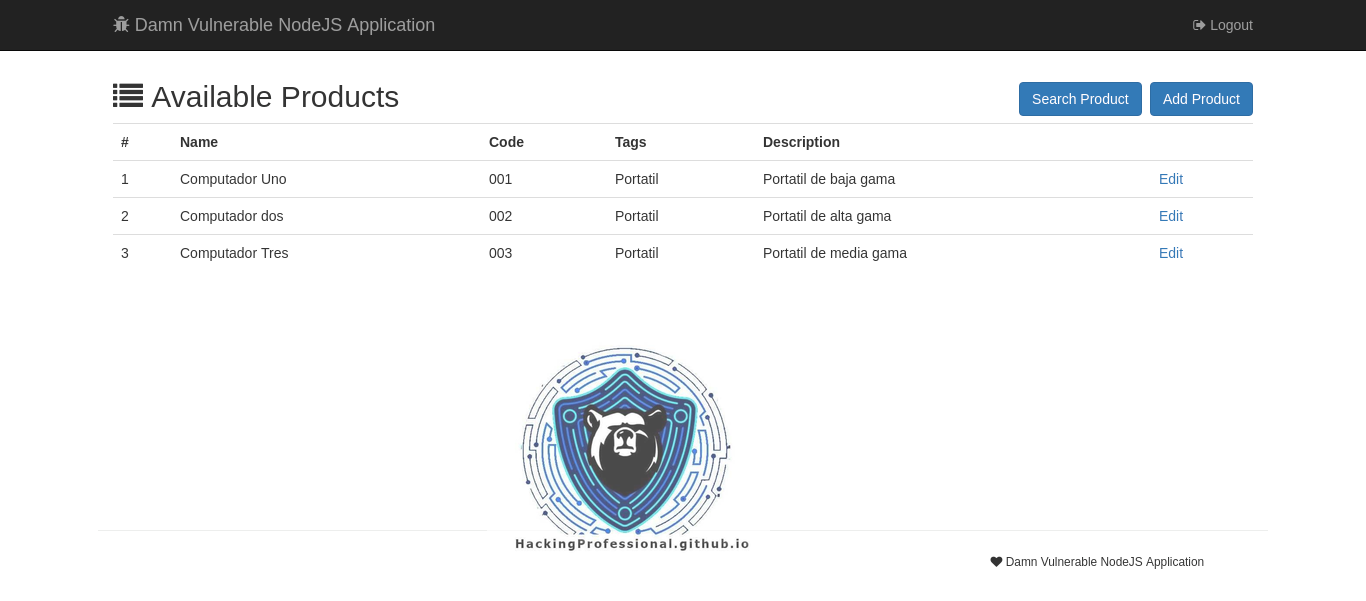 Damn Vulnerable NodeJS Application Logout
Available Products Search Product Add Product
# Name Code Tags Description
1 Computador Uno 001 Portatil Portatil de baja gama Edit
2 Computador dos 002 Portatil Portatil de alta gama Edit
3 Computador Tres 003 Portatil Portatil de media gama Edit
HackingProfessional.github.io
Damn Vulnerable NodeJS Application